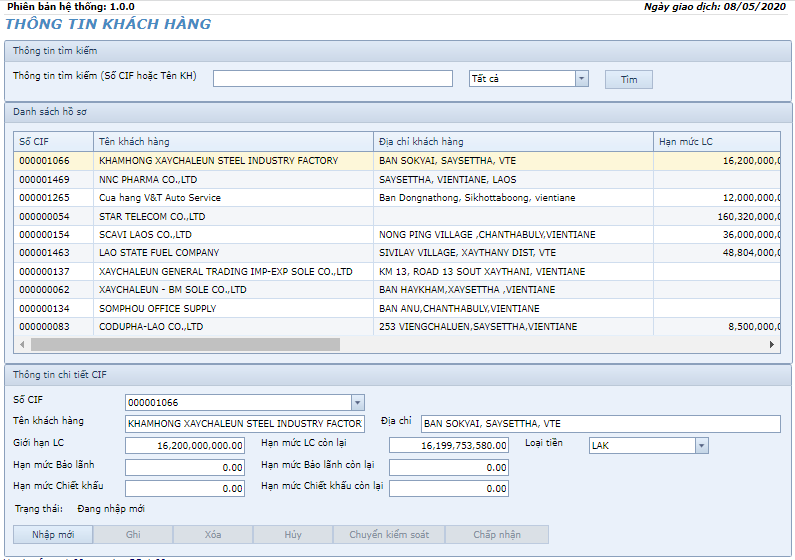 Phiên bản hệ thống: 1.0.0 Ngày giao dịch: 08/05/2020
THÔNG TIN KHÁCH HÀNG
Thông tin tìm kiếm
Thông tin tìm kiếm (Số CIF hoặc Tên KH) Tất cả Tìm
Danh sách hồ sơ
Số CIF Tên khách hàng Địa chỉ khách hàng Hạn mức LC
000001066 KHAMHONG XAYCHALEUN STEEL INDUSTRY FACTORY BAN SOKYAI, SAYSETTHA, VTE 16,200,000,0
000001469 NNC PHARMA CO.,LTD SAYSETTHA, VIENTIANE, LAOS
000001265 Cua hang V&T Auto Service Ban Dongnathong, Sikhottaboong, vientiane 12,000,000,0
000000054 STAR TELECOM CO.,LTD 160,320,000,0
000000154 SCAVI LAOS CO.,LTD NONG PING VILLAGE ,CHANTHABULY,VIENTIANE 36,000,000,0
000001463 LAO STATE FUEL COMPANY SIVILAY VILLAGE, XAYTHANY DIST, VTE 48,804,000,0
000000137 XAYCHALEUN GENERAL TRADING IMP-EXP SOLE CO.,LTD KM 13, ROAD 13 SOUT XAYTHANI, VIENTIANE
000000062 XAYCHALEUN - BM SOLE CO.,LTD BAN HAYKHAM,XAYSETTHA ,VIENTIANE
000000134 SOMPHOU OFFICE SUPPLY BAN ANU,CHANTHABULY,VIENTIANE
000000083 CODUPHA-LAO CO.,LTD 253 VIENGCHALUEN,SAYSETTHA,VIENTIANE 8,500,000,0
Thông tin chi tiết CIF
Số CIF 000001066
Tên khách hàng KHAMHONG XAYCHALEUN STEEL INDUSTRY FACTOR Địa chỉ BAN SOKYAI, SAYSETTHA, VTE
Giới hạn LC 16,200,000,000.00 Hạn mức LC còn lại 16,199,753,580.00 Loại tiền LAK
Hạn mức Bảo lãnh 0.00 Hạn mức Bảo lãnh còn lại 0.00
Hạn mức Chiết khấu 0.00 Hạn mức Chiết khấu còn lại 0.00
Trạng thái: Đang nhập mới
Nhập mới Ghi Xóa Hủy Chuyển kiểm soát Chấp nhận